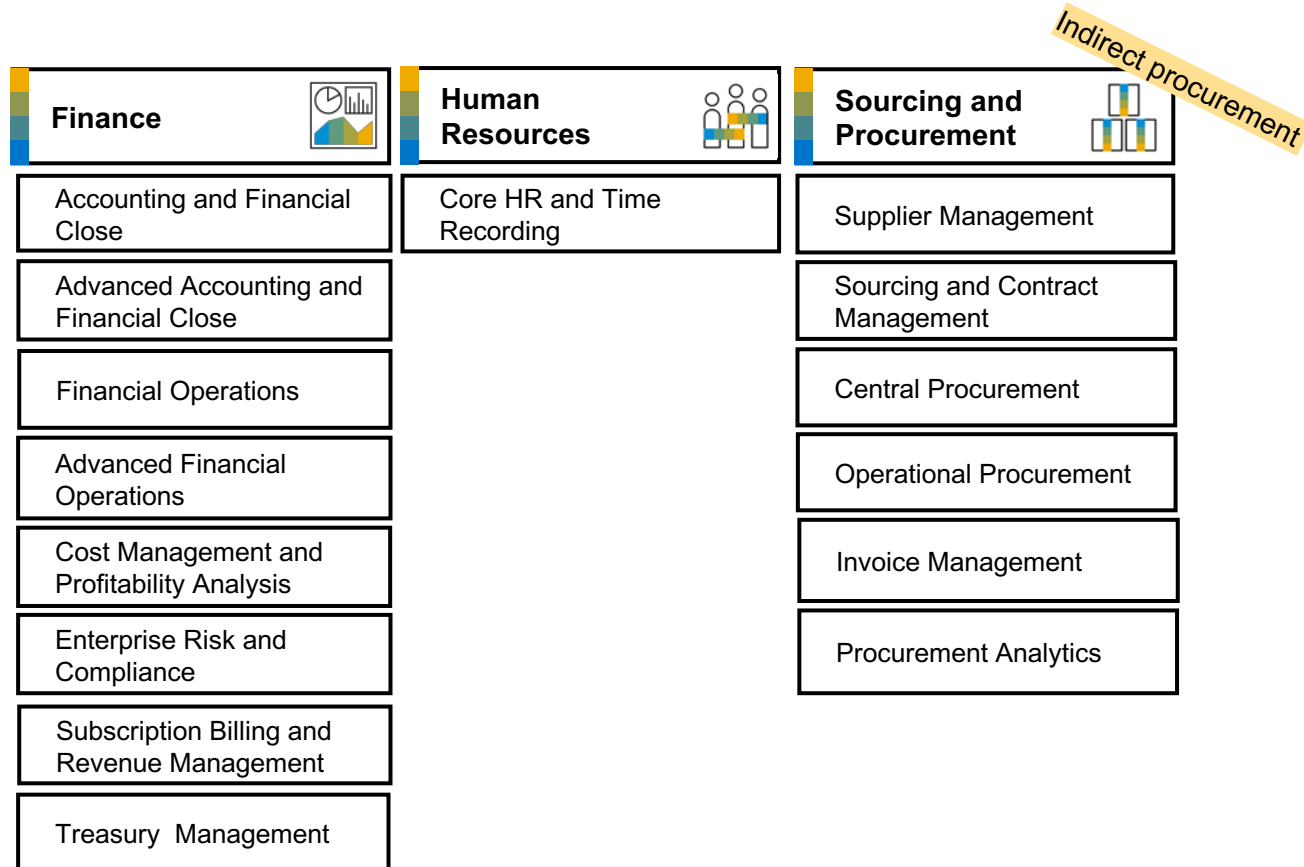 Indirect procurement
Finance
Human
Resources
Sourcing and
Procurement
Accounting and Financial
Close
Advanced Accounting and
Financial Close
Financial Operations
Advanced Financial
Operations
Cost Management and
Profitability Analysis
Enterprise Risk and
Compliance
Subscription Billing and
Revenue Management
Treasury  Management
Core HR and Time
Recording
Supplier Management
Sourcing and Contract
Management
Central Procurement
Operational Procurement
Invoice Management
Procurement Analytics